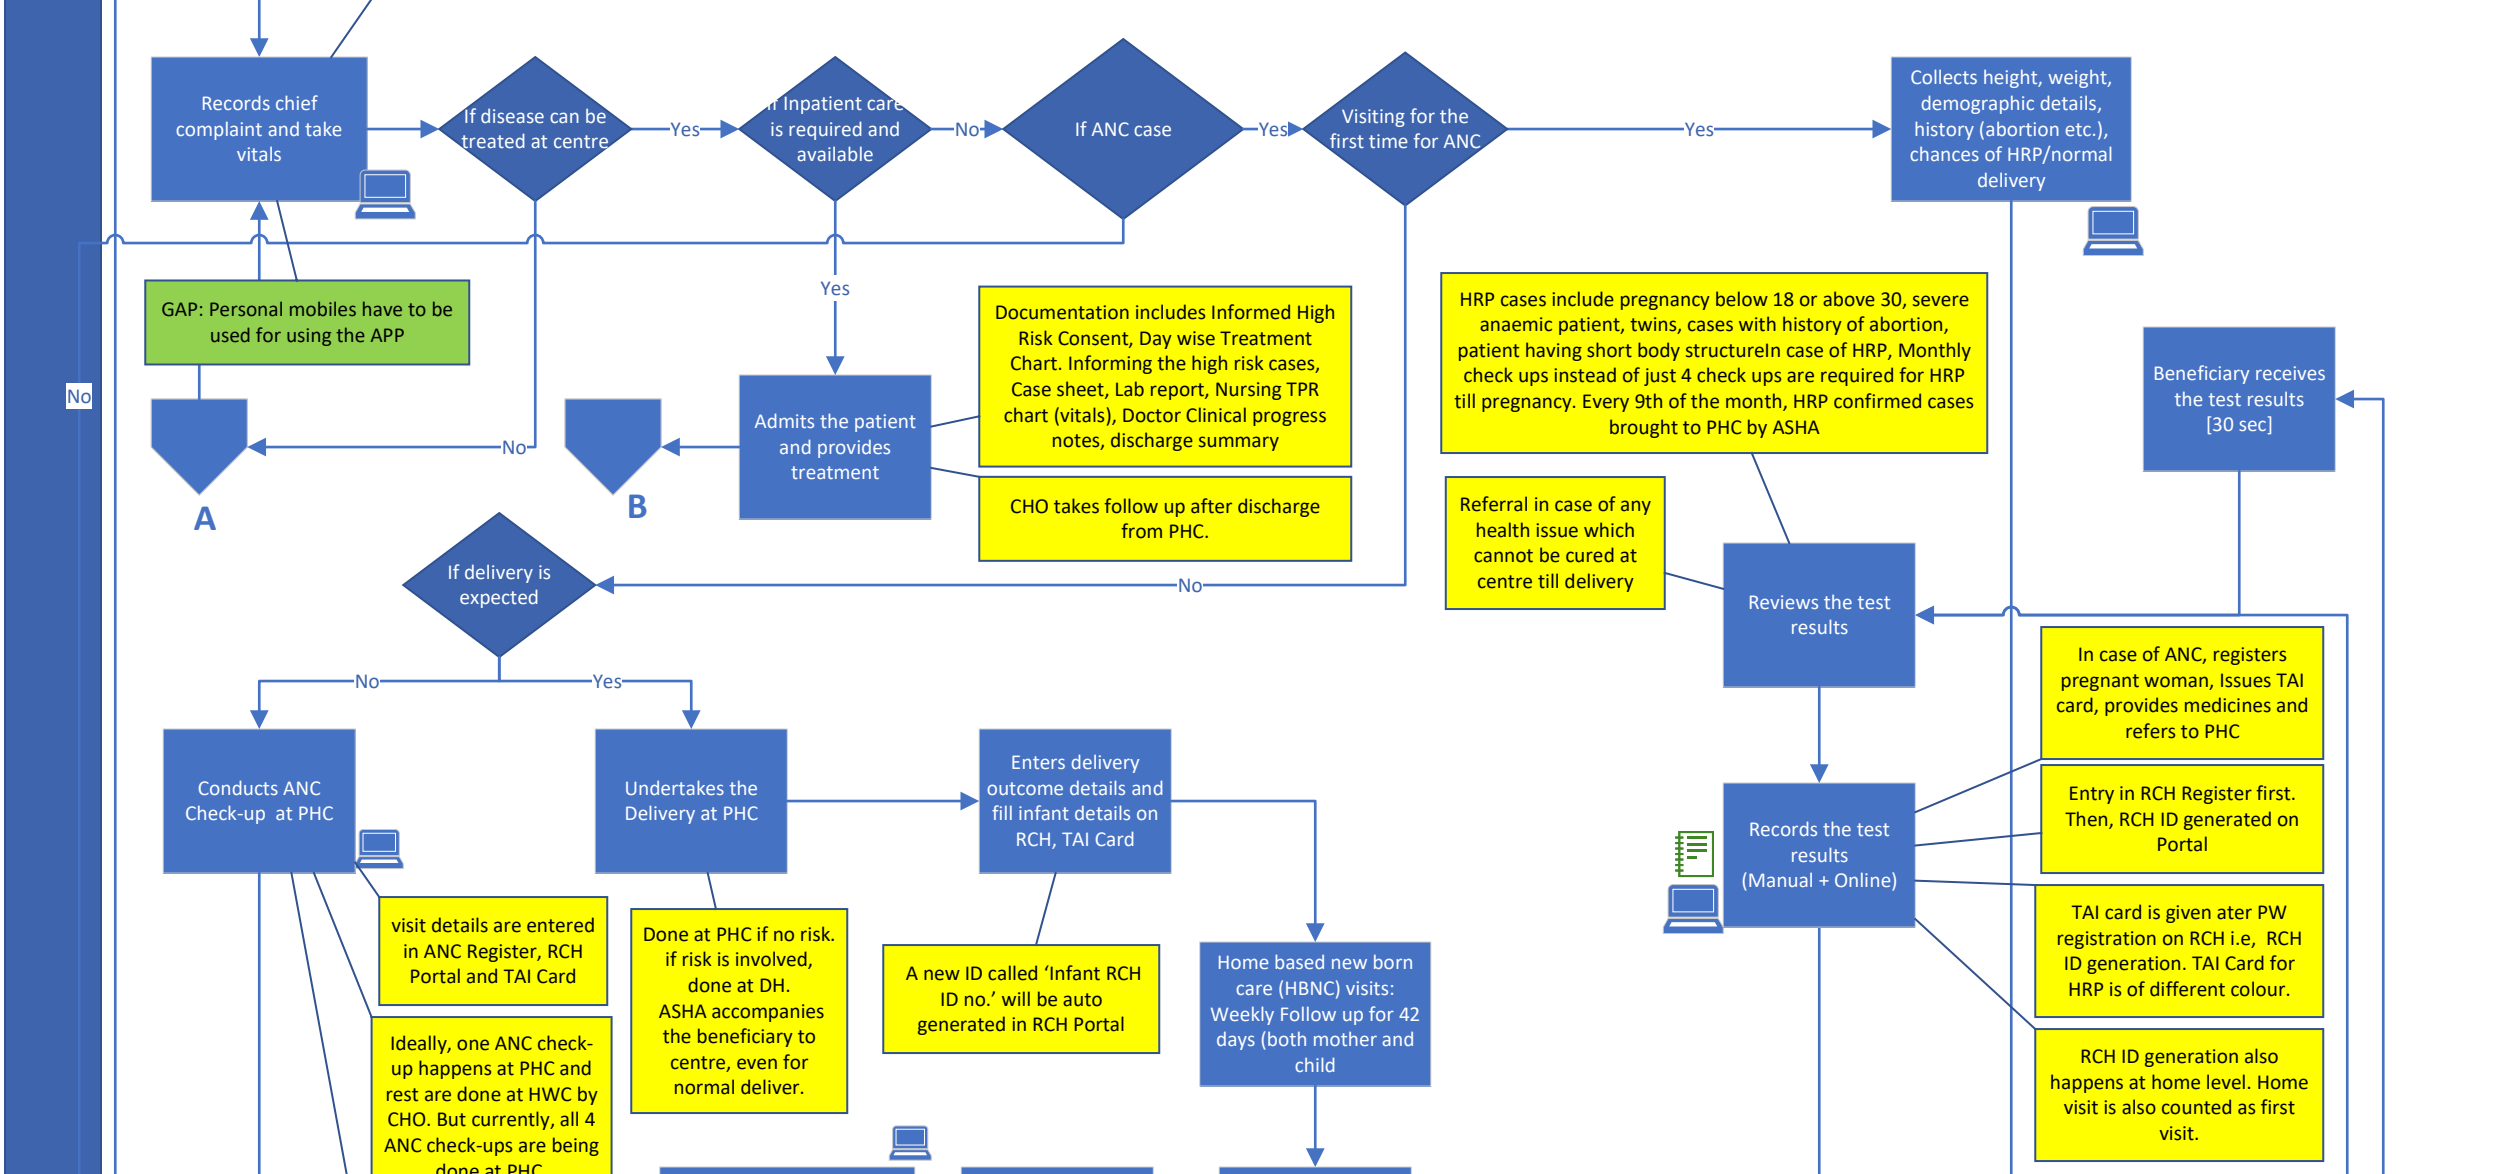 Records chief
complaint and take
vitals
If disease can be
treated at centre
Yes
If Inpatient care
is required and
available
No
If ANC case
Yes
Visiting for the
first time for ANC
Yes
Collects height, weight,
demographic details,
history (abortion etc.),
chances of HRP/normal
delivery
GAP: Personal mobiles have to be
used for using the APP
Yes
Documentation includes Informed High
Risk Consent, Day wise Treatment
Chart. Informing the high risk cases,
Case sheet, Lab report, Nursing TPR
chart (vitals), Doctor Clinical progress
notes, discharge summary
HRP cases include pregnancy below 18 or above 30, severe
anaemic patient, twins, cases with history of abortion,
patient having short body structureIn case of HRP, Monthly
check ups instead of just 4 check ups are required for HRP
till pregnancy. Every 9th of the month, HRP confirmed cases
brought to PHC by ASHA
Beneficiary receives
the test results
[30 sec]
No
A
No
B
Admits the patient
and provides
treatment
CHO takes follow up after discharge
from PHC.
Referral in case of any
health issue which
cannot be cured at
centre till delivery
If delivery is
expected
No
Reviews the test
results
No
Yes
In case of ANC, registers
pregnant woman, Issues TAI
card, provides medicines and
refers to PHC
Conducts ANC
Check-up  at PHC
Undertakes the
Delivery at PHC
Enters delivery
outcome details and
fill infant details on
RCH, TAI Card
Records the test
results
(Manual + Online)
Entry in RCH Register first.
Then, RCH ID generated on
Portal
visit details are entered
in ANC Register, RCH
Portal and TAI Card
Done at PHC if no risk.
if risk is involved,
done at DH.
ASHA accompanies
the beneficiary to
centre, even for
normal deliver.
A new ID called ‘Infant RCH
ID no.’ will be auto
generated in RCH Portal
Home based new born
care (HBNC) visits:
Weekly Follow up for 42
days (both mother and
child
TAI card is given ater PW
registration on RCH i.e,  RCH
ID generation. TAI Card for
HRP is of different colour.
Ideally, one ANC check-
up happens at PHC and
rest are done at HWC by
CHO. But currently, all 4
ANC check-ups are being
done at PHC
RCH ID generation also
happens at home level. Home
visit is also counted as first
visit.